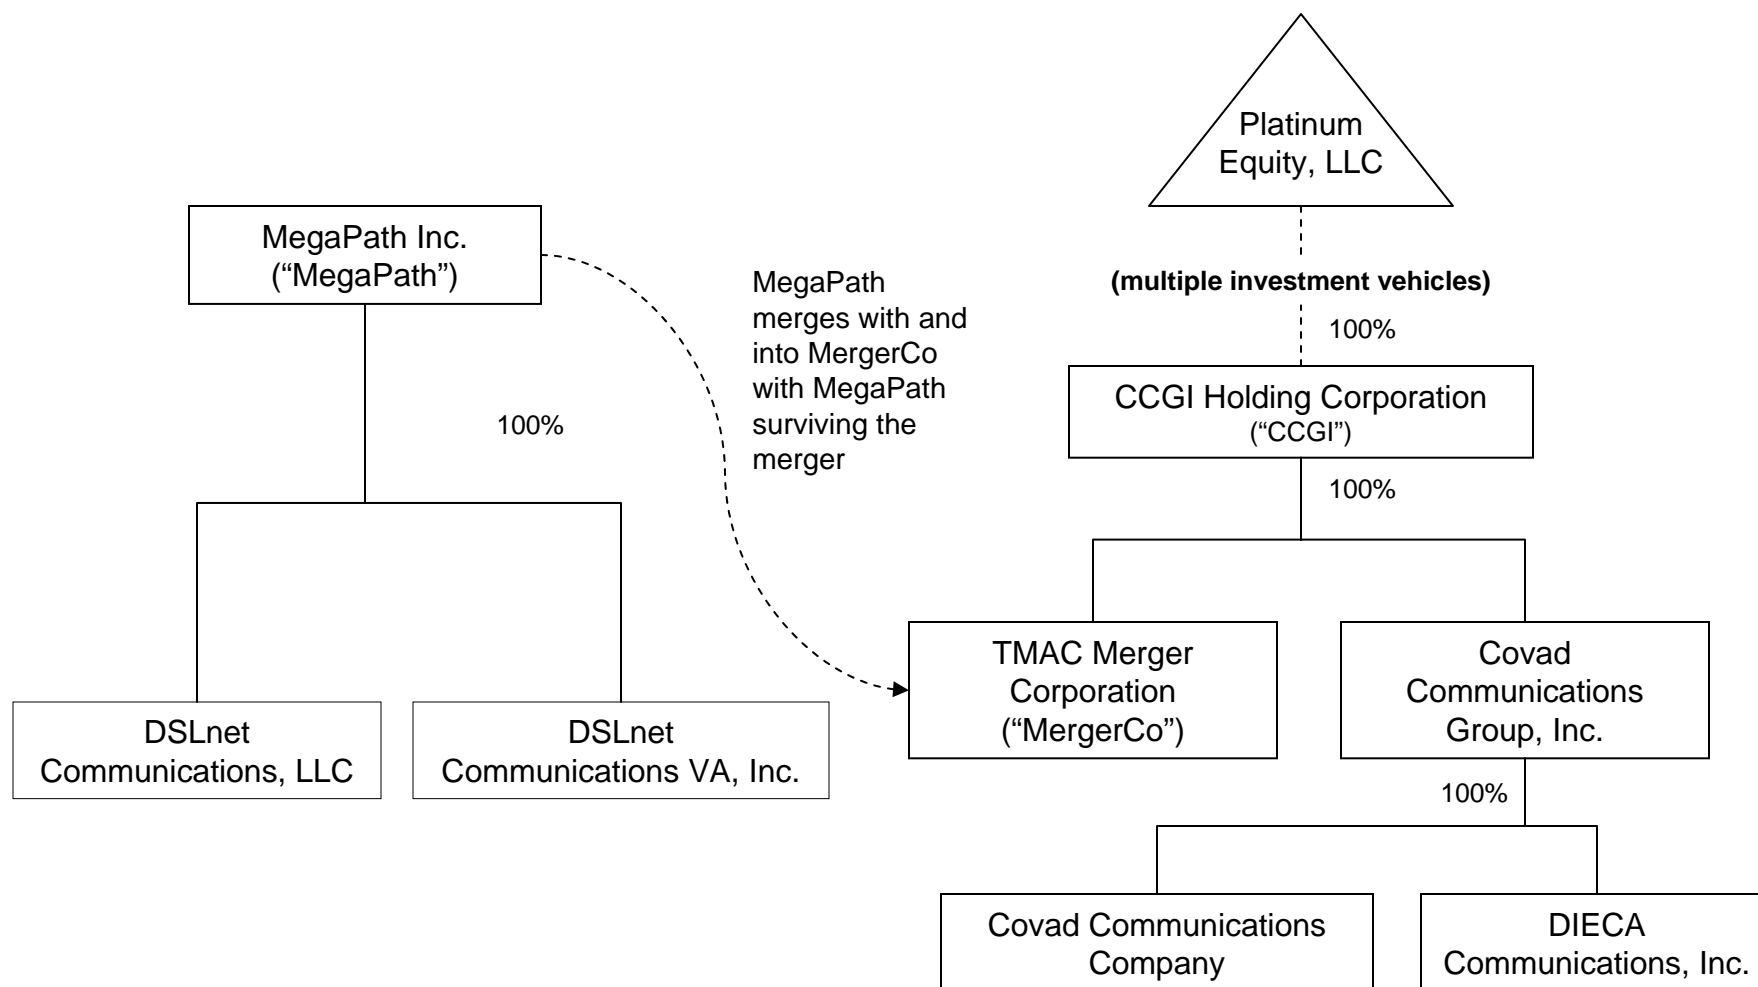 Platinum
Equity, LLC
MegaPath Inc.
(“MegaPath”)
MegaPath
merges with and
into MergerCo
with MegaPath
surviving the
merger
(multiple investment vehicles)
100%
CCGI Holding Corporation
(“CCGI”)
100%
100%
TMAC Merger
Corporation
(“MergerCo”)
Covad
Communications
Group, Inc.
DSLnet
Communications, LLC
DSLnet
Communications VA, Inc.
100%
Covad Communications
Company
DIECA
Communications, Inc.